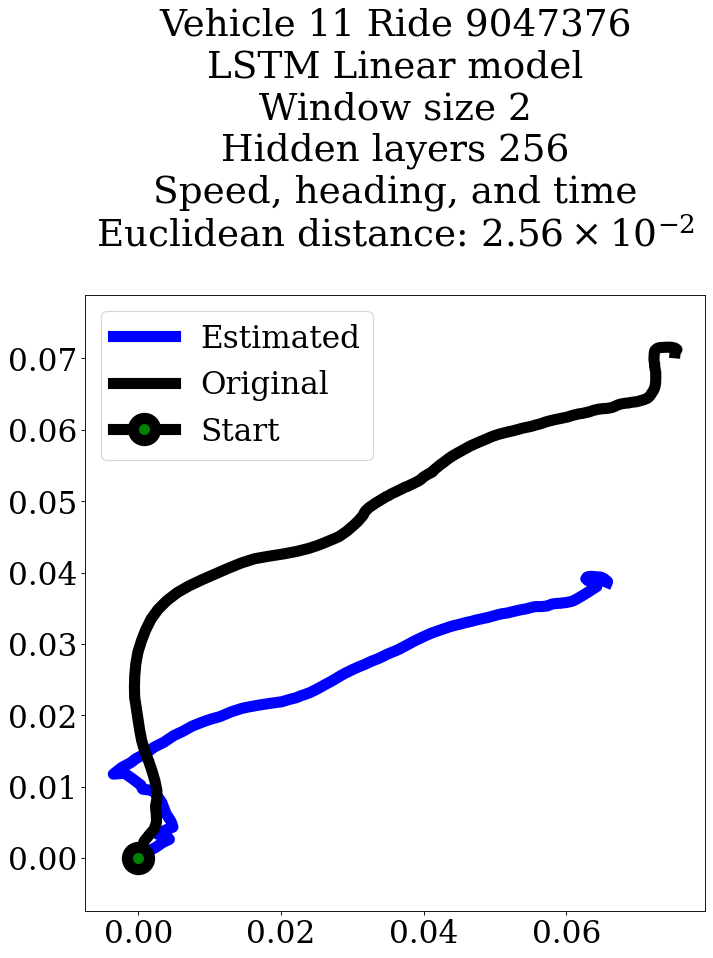 Vehicle 11 Ride 9047376
LSTM Linear model
Window size 2
Hidden layers 256
Speed, heading, and time
Euclidean distance: 2.56 × 10⁻²
Estimated
Original
Start
0.07
0.06
0.05
0.04
0.03
0.02
0.01
0.00
0.00 0.02 0.04 0.06